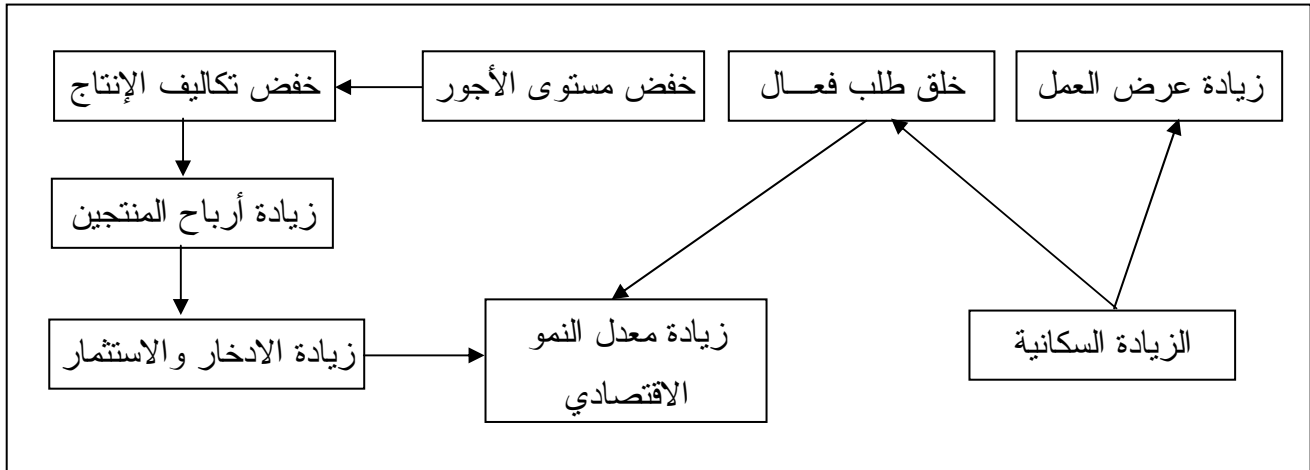 زيادة عرض العمل
خلق طلب فعـــال
خفض مستوى الأجور
خفض تكاليف الإنتاج
زيادة أرباح المنتجين
زيادة الادخار والاستثمار
زيادة معدل النمو
الاقتصادي
الزيادة السكانية